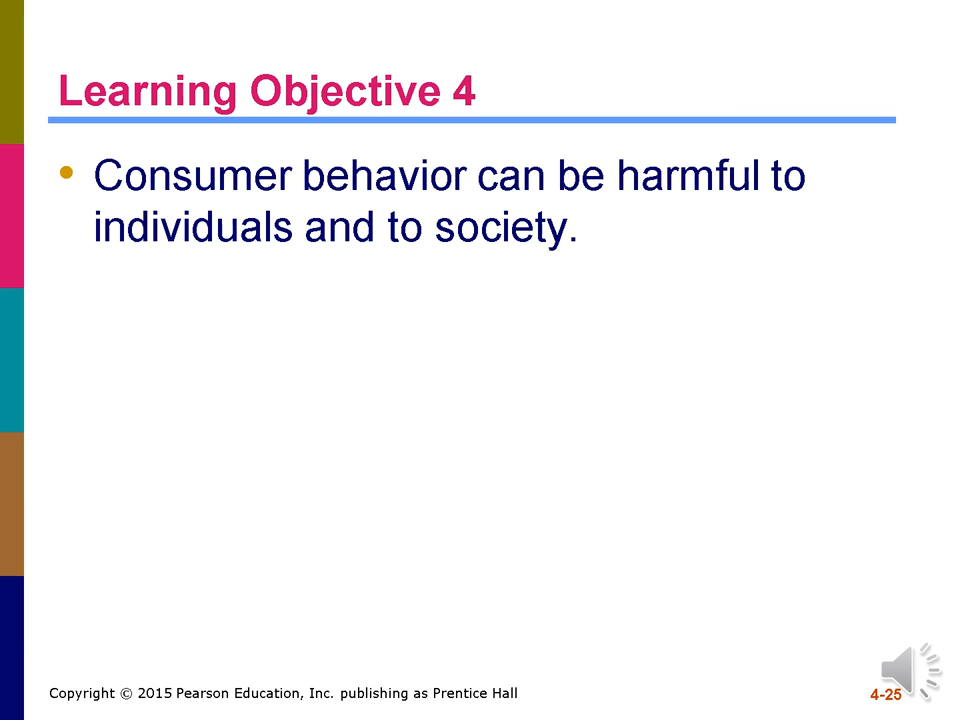 Learning Objective 4
• Consumer behavior can be harmful to
individuals and to society.
Copyright © 2015 Pearson Education, Inc. publishing as Prentice Hall
4-25